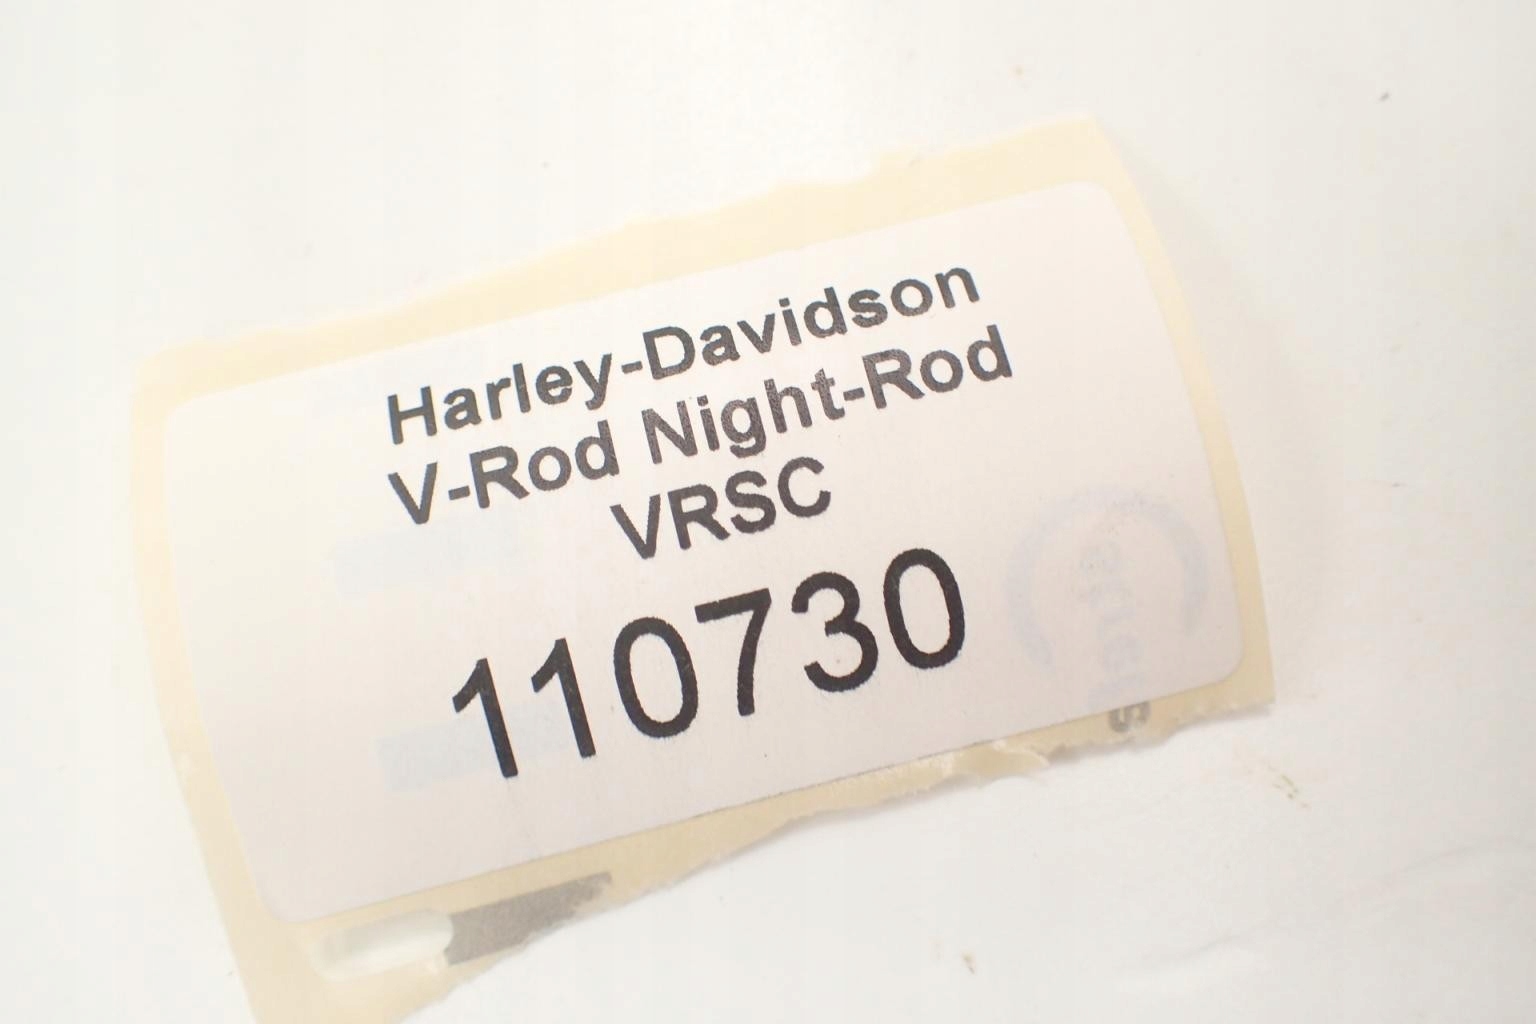 Harley-Davidson
V-Rod Night-Rod
VRSC
110730